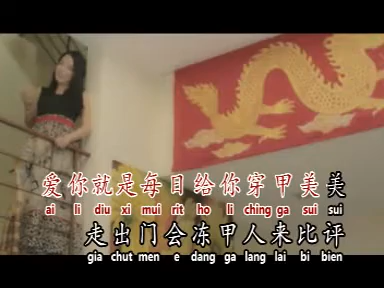 爱你就是每日给你穿甲美美
ai li diu xi mui rit ho li ching ga sui sui
走出门会冻甲人来比评
gia chut men e dang ga lang lai bi bien